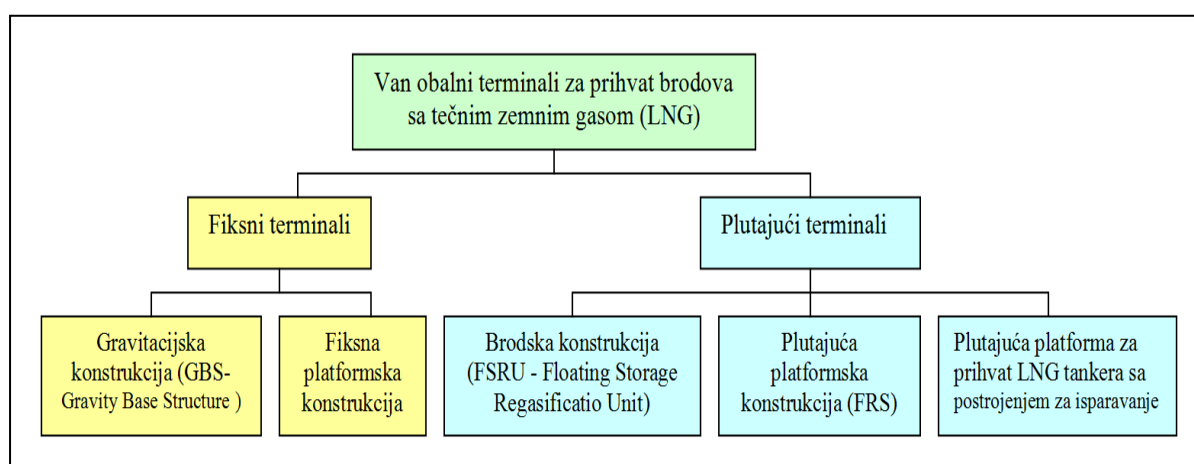 Van obalni terminali za prihvat brodova
sa tečnim zemnim gasom (LNG)
Fiksni terminali
Plutajući terminali
Gravitacijska
konstrukcija (GBS-
Gravity Base Structure )
Fiksna
platformska
konstrukcija
Brodska konstrukcija
(FSRU - Floating Storage
Regasificatio Unit)
Plutajuća
platformska
konstrukcija (FRS)
Plutajuća platforma za
prihvat LNG tankera sa
postrojenjem za isparavanje